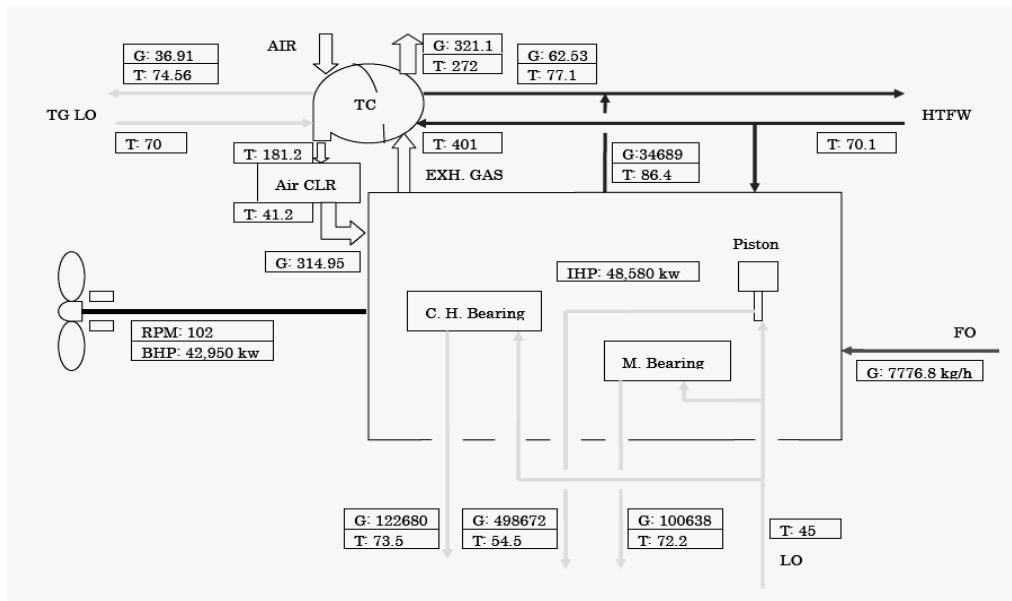 AIR
G: 36.91
T: 74.56
G: 321.1
T: 272
G: 62.53
T: 77.1
TC
TG LO
HTFW
T: 70
T: 401
T: 70.1
T: 181.2
G:34689
T: 86.4
EXH. GAS
Air CLR
T: 41.2
G: 314.95
Piston
IHP: 48,580 kw
C. H. Bearing
RPM: 102
BHP: 42,950 kw
FO
M. Bearing
G: 7776.8 kg/h
G: 122680
T: 73.5
G: 498672
T: 54.5
G: 100638
T: 72.2
T: 45
LO